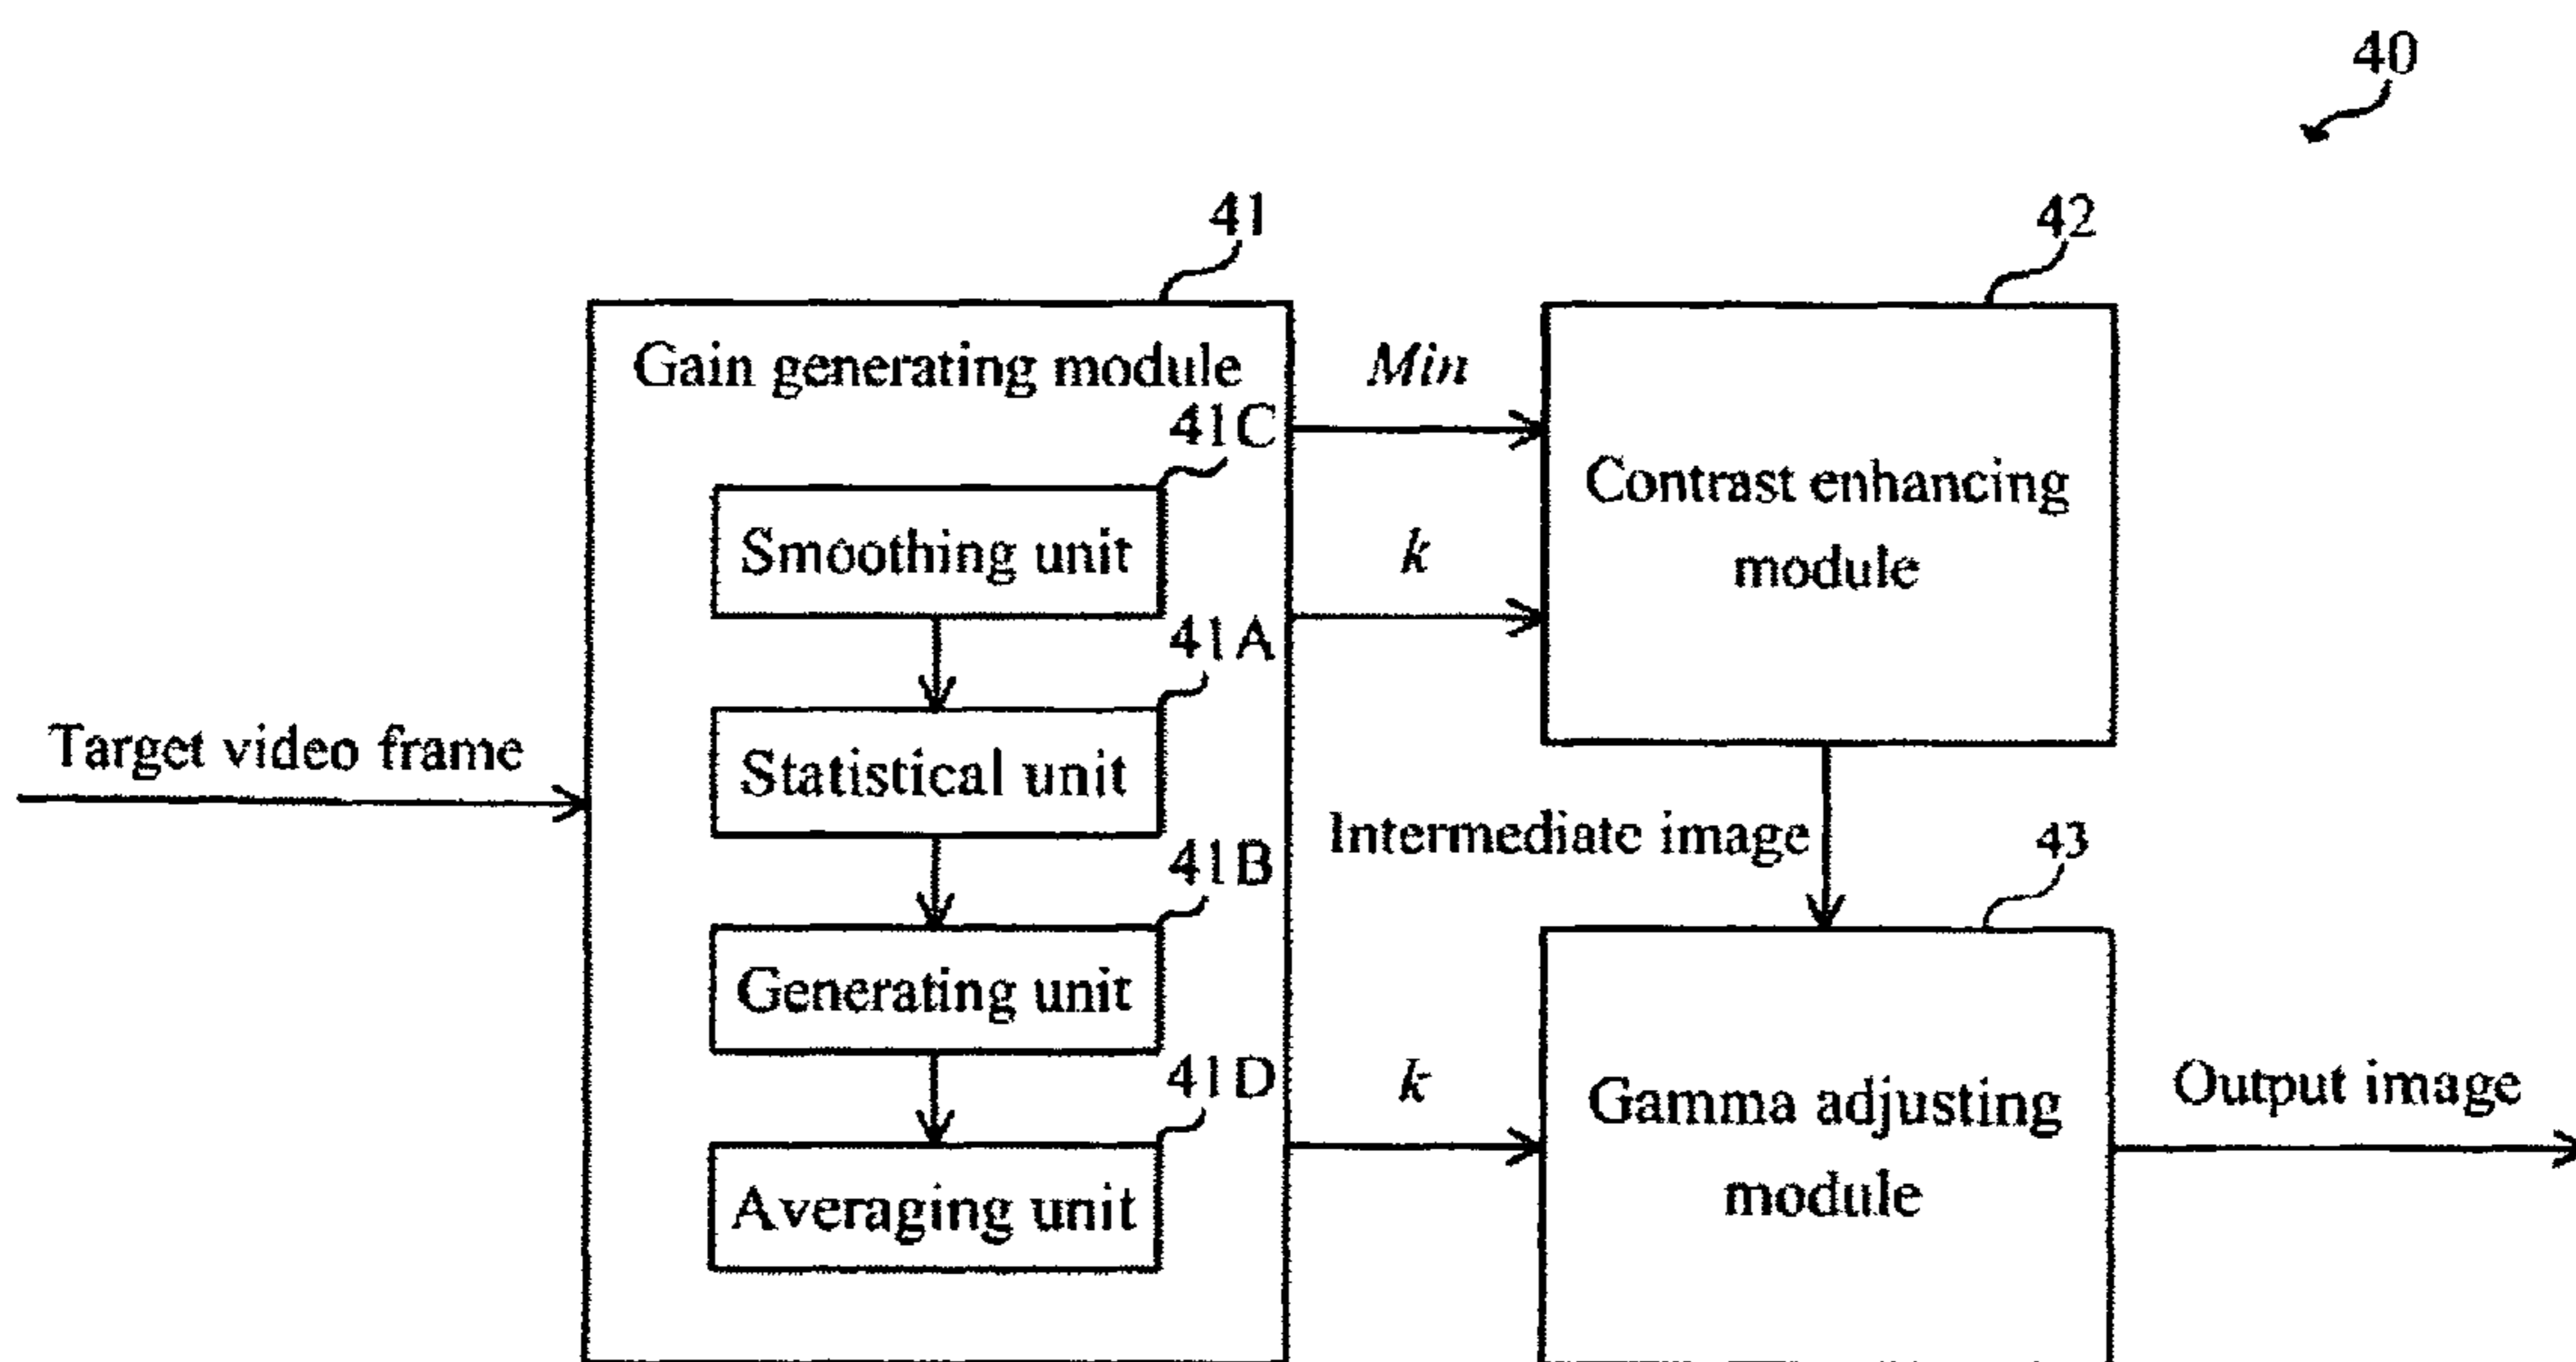 40
41
42
Gain generating module
Min
41C
Contrast enhancing
module
Smoothing unit
k
41A
Target video frame
Statistical unit
Intermediate image
43
41B
Generating unit
41D
k
Gamma adjusting
module
Output image
Averaging unit